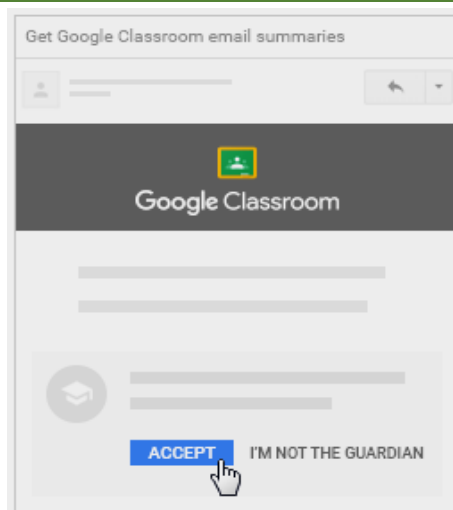 Get Google Classroom email summaries
Google Classroom
ACCEPT I'M NOT THE GUARDIAN